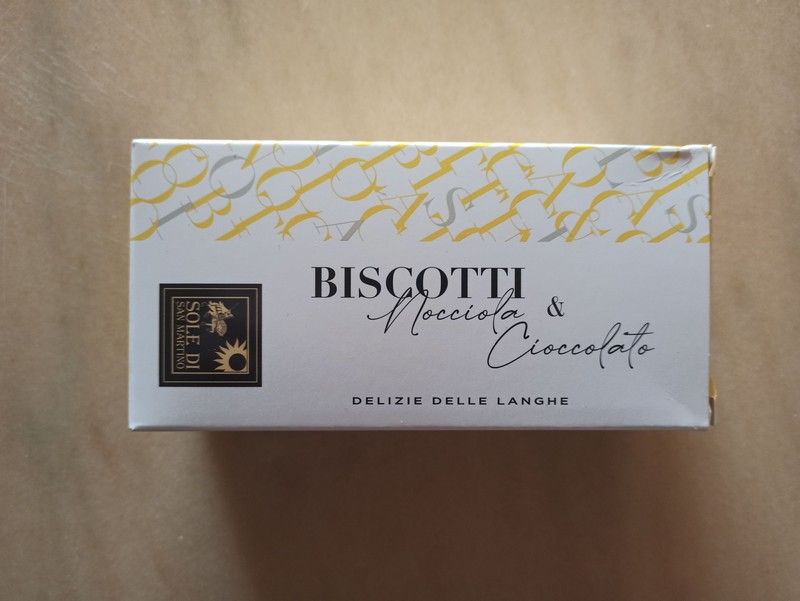 BISCOTTI
Nocciola &
Cioccolato
DELIZIE DELLE LANGHE
SOLE DI
SAN MARTINO